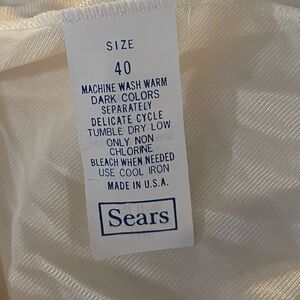 SIZE
40
MACHINE WASH WARM
DARK COLORS
SEPARATELY
DELICATE CYCLE
TUMBLE DRY LOW
ONLY NON
CHLORINE
BLEACH WHEN NEEDED
USE COOL IRON
MADE IN U.S.A.
Sears